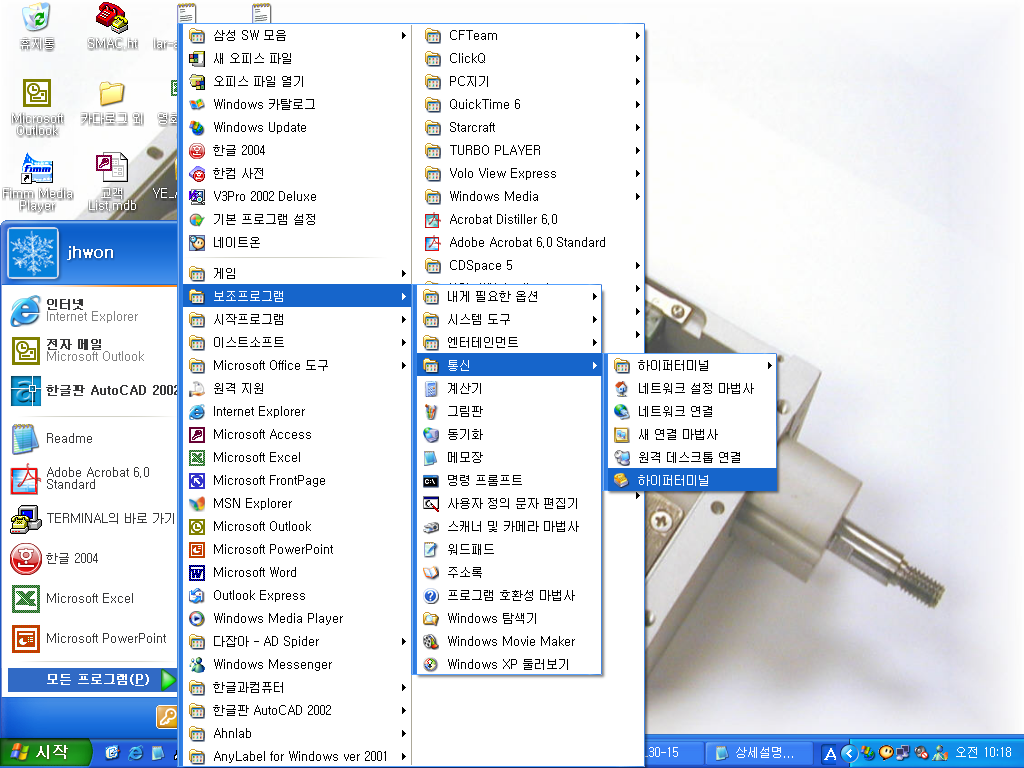 휴지통
SMAC.ht
Microsoft
Outlook
카다로그 웹
Fimm Media
Player
고객
List.mdb
jhwon
인터넷
Internet Explorer
전자 메일
Microsoft Outlook
한글판 AutoCAD 2002
Readme
Adobe Acrobat 6.0
Standard
TERMINAL의 바로 가기
한글 2004
Microsoft Excel
Microsoft PowerPoint
모든 프로그램(P)
시작
삼성 SW 모음
새 오피스 파일
오피스 파일 열기
Windows 카탈로그
Windows Update
한글 2004
한컴 사전
V3Pro 2002 Deluxe
기본 프로그램 설정
네이트온
게임
보조프로그램
시작프로그램
이스트소프트
Microsoft Office 도구
원격 지원
Internet Explorer
Microsoft Access
Microsoft Excel
Microsoft FrontPage
MSN Explorer
Microsoft Outlook
Microsoft PowerPoint
Microsoft Word
Outlook Express
Windows Media Player
다잡아 - AD Spider
Windows Messenger
한글과컴퓨터
한글판 AutoCAD 2002
Ahnlab
AnyLabel for Windows ver 2001
CFTeam
ClickQ
PC지기
QuickTime 6
Starcraft
TURBO PLAYER
Volo View Express
Windows Media
Acrobat Distiller 6.0
Adobe Acrobat 6.0 Standard
CDSpace 5
내게 필요한 옵션
시스템 도구
엔터테인먼트
통신
계산기
그림판
동기화
메모장
명령 프롬프트
사용자 정의 문자 편집기
스캐너 및 카메라 마법사
워드패드
주소록
프로그램 호환성 마법사
Windows 탐색기
Windows Movie Maker
Windows XP 둘러보기
하이퍼터미널
네트워크 설정 마법사
네트워크 연결
새 연결 마법사
원격 데스크톱 연결
하이퍼터미널
.30-15
상세설명...
A
오전 10:18